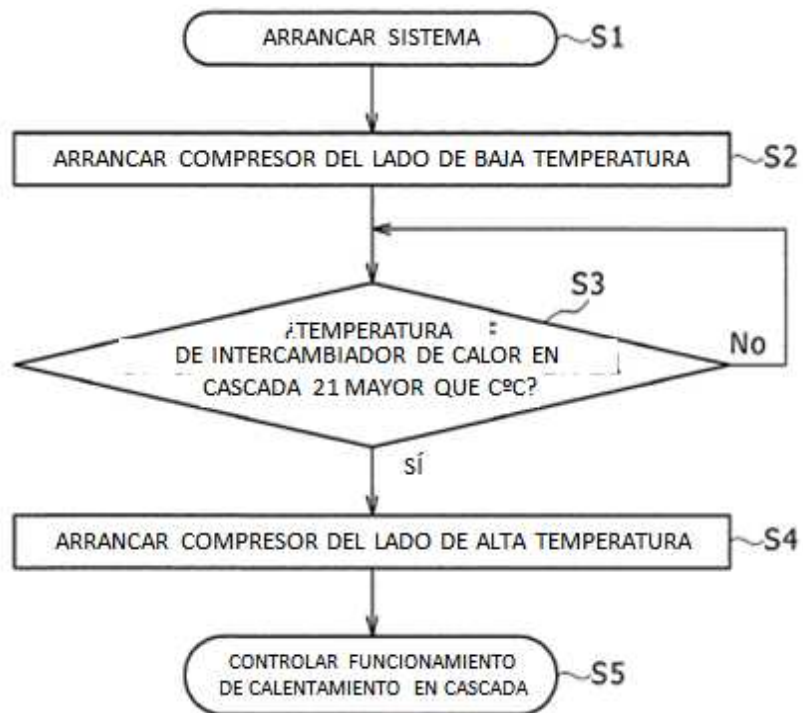 ARRANCAR SISTEMA
S1
ARRANCAR COMPRESOR DEL LADO DE BAJA TEMPERATURA
S2
S3
¿TEMPERATURA
DE INTERCAMBIADOR DE CALOR EN
CASCADA 21 MAYOR QUE CºC?
No
SÍ
ARRANCAR COMPRESOR DEL LADO DE ALTA TEMPERATURA
S4
CONTROLAR FUNCIONAMIENTO
DE CALENTAMIENTO EN CASCADA
S5